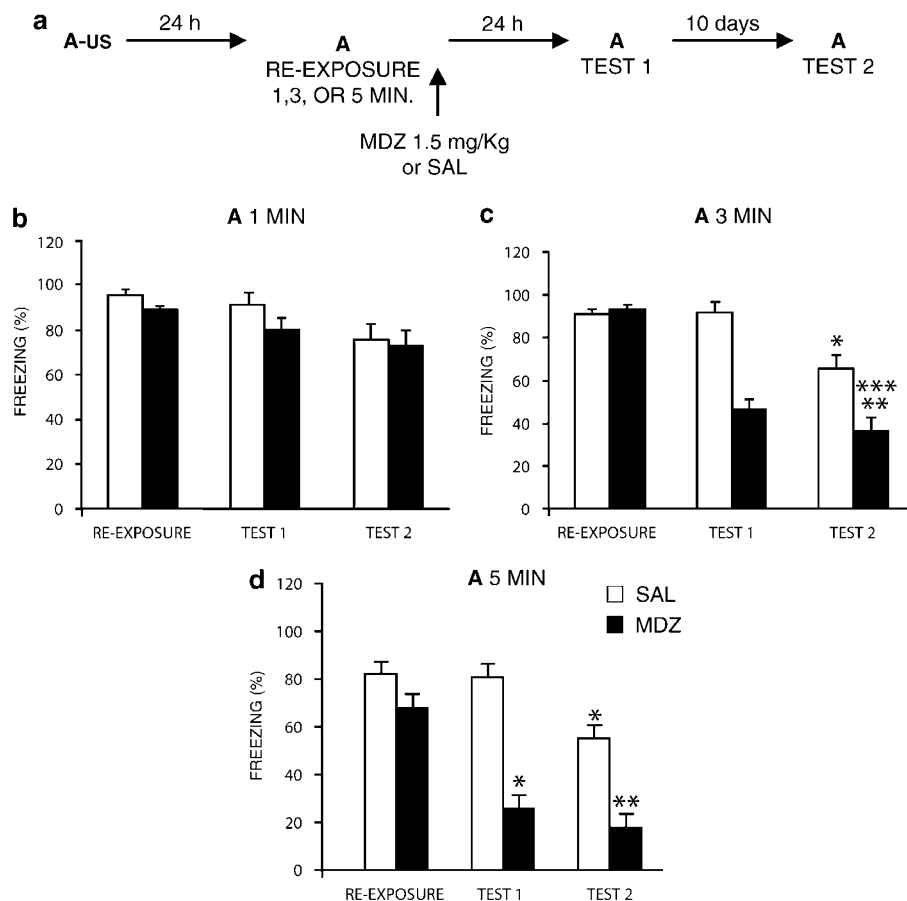 a
24 h
24 h
10 days
A-US
A
A
A
RE-EXPOSURE
TEST 1
TEST 2
1,3, OR 5 MIN.
MDZ 1.5 mg/Kg
or SAL
b
A 1 MIN
FREEZING (%)
120
100
80
60
40
20
0
RE-EXPOSURE TEST 1 TEST 2
c
A 3 MIN
FREEZING (%)
120
100
80
60
40
20
0
*
***
**
RE-EXPOSURE TEST 1 TEST 2
d
A 5 MIN
FREEZING (%)
120
100
80
60
40
20
0
*
*
**
RE-EXPOSURE TEST 1 TEST 2
SAL
MDZ